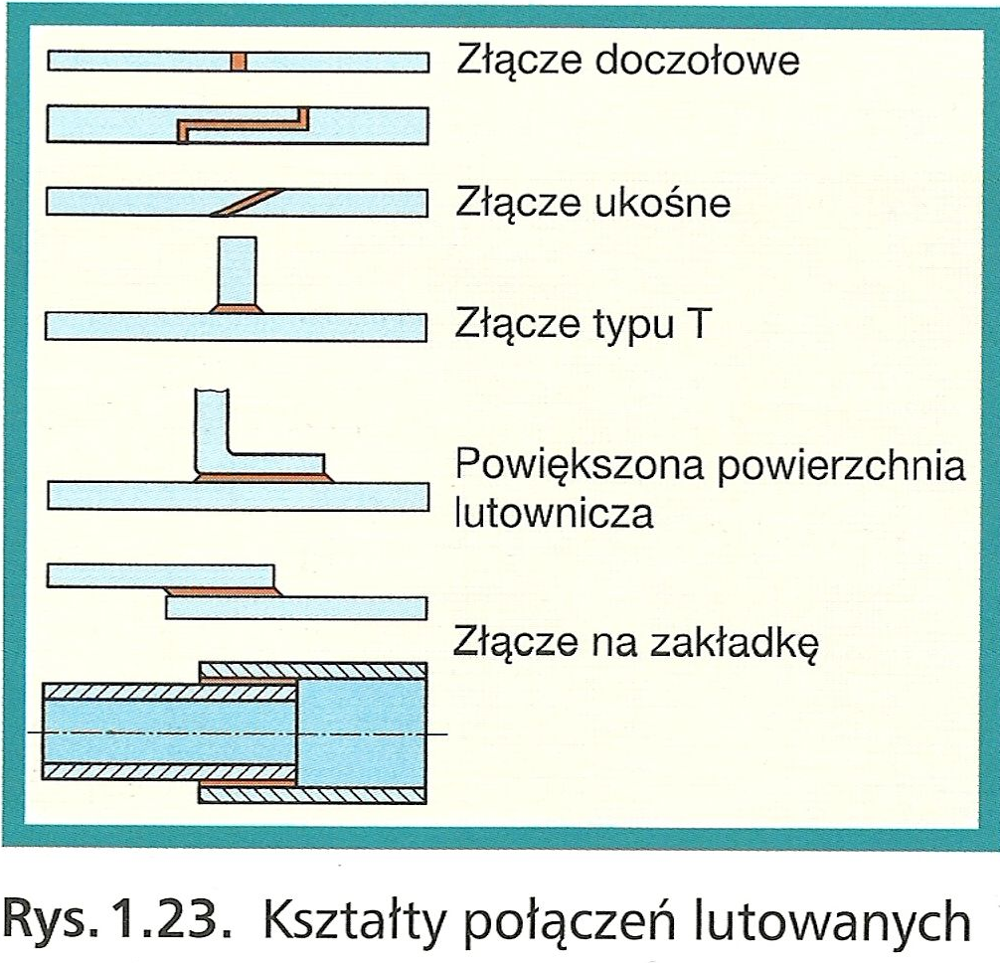 Złącze doczołowe
Złącze ukośne
Złącze typu T
Powiększona powierzchnia
lutownicza
Złącze na zakładkę
Rys. 1.23. Kształty połączeń lutowanych